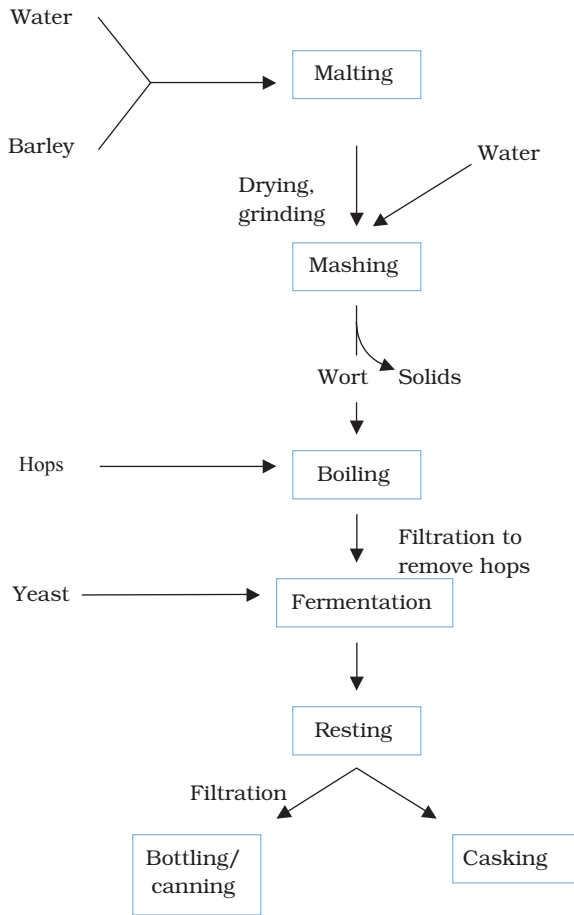 Water
Malting
Barley
Water
Drying,
grinding
Mashing
Wort
Solids
Hops
Boiling
Filtration to
remove hops
Yeast
Fermentation
Resting
Filtration
Bottling/
canning
Casking